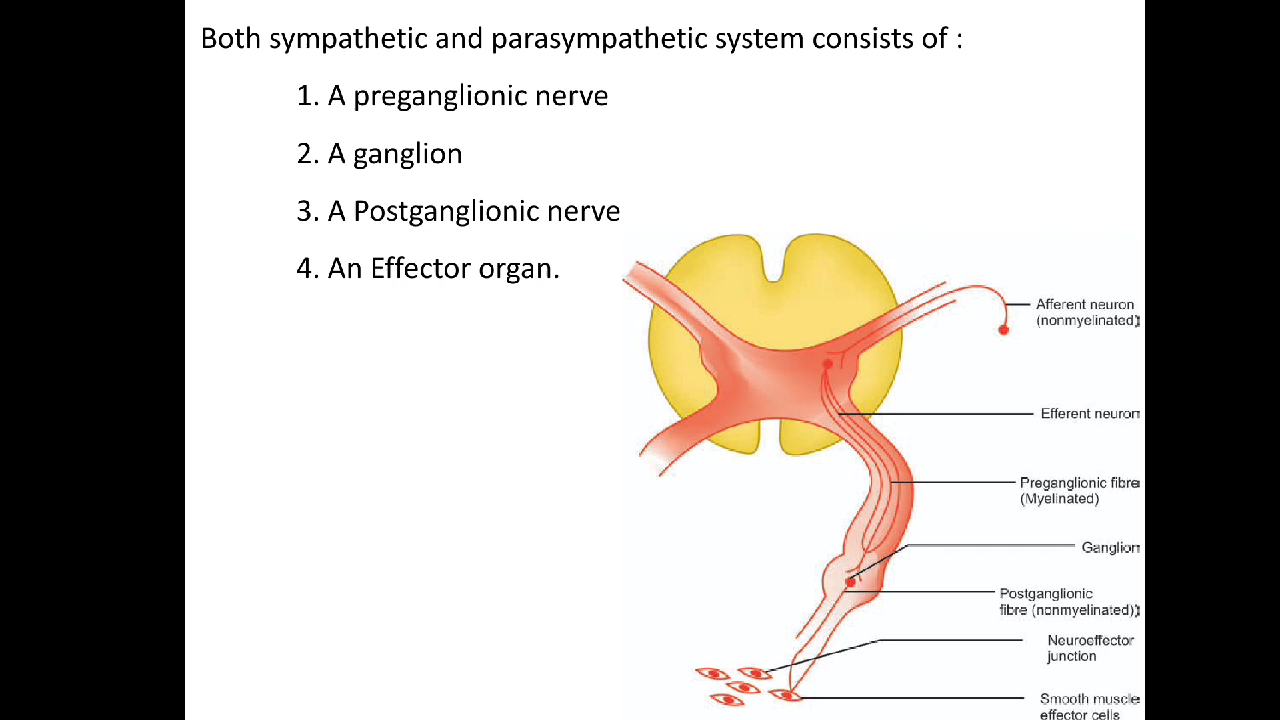 Both sympathetic and parasympathetic system consists of :
1. A preganglionic nerve
2. A ganglion
3. A Postganglionic nerve
4. An Effector organ.
Afferent neuron
(nonmyelinated)
Efferent neuron
Preganglionic fibre
(Myelinated)
Ganglion
Postganglionic
fibre (nonmyelinated)
Neuroeffector
junction
Smooth muscle
effector cells